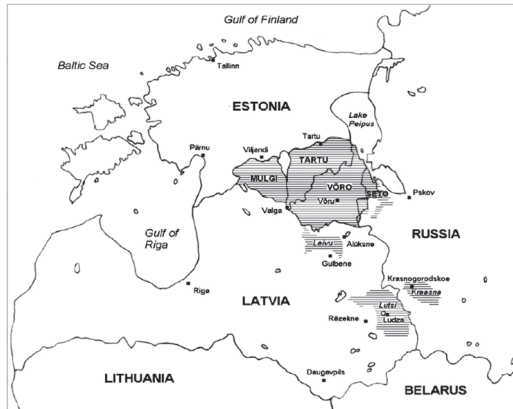 Gulf of Finland
Baltic Sea
Tallinn
ESTONIA
Lake
Peipus
Pärnu
Viljandi
Tartu
TARTU
MULGI
VÕRO
Võru
SETO
Pskov
Valga
Gulf of
Riga
Leivu
Alūksne
Gulbene
RUSSIA
Krasnogorodskoe
Kraasna
Riga
LATVIA
Lutsi
Ludza
Rēzekne
Daugavpils
LITHUANIA
BELARUS